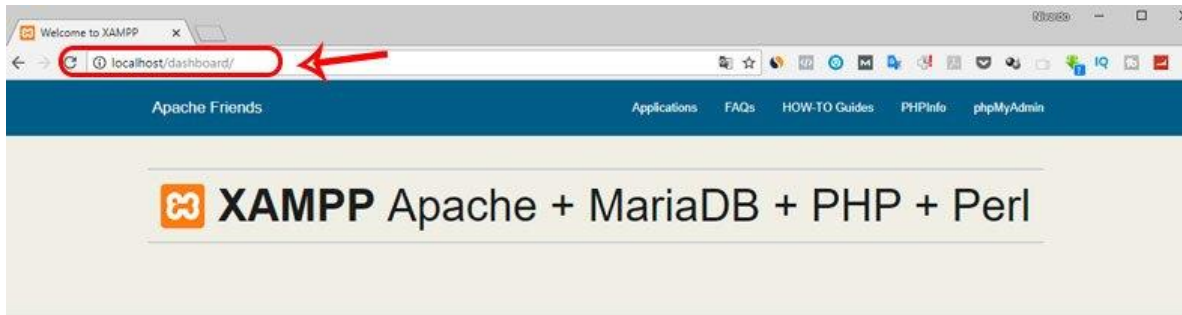 Nicesto
Welcome to XAMPP
localhost/dashboard/
Apache Friends
Applications FAQs HOW-TO Guides PHPInfo phpMyAdmin
XAMPP Apache + MariaDB + PHP + Perl